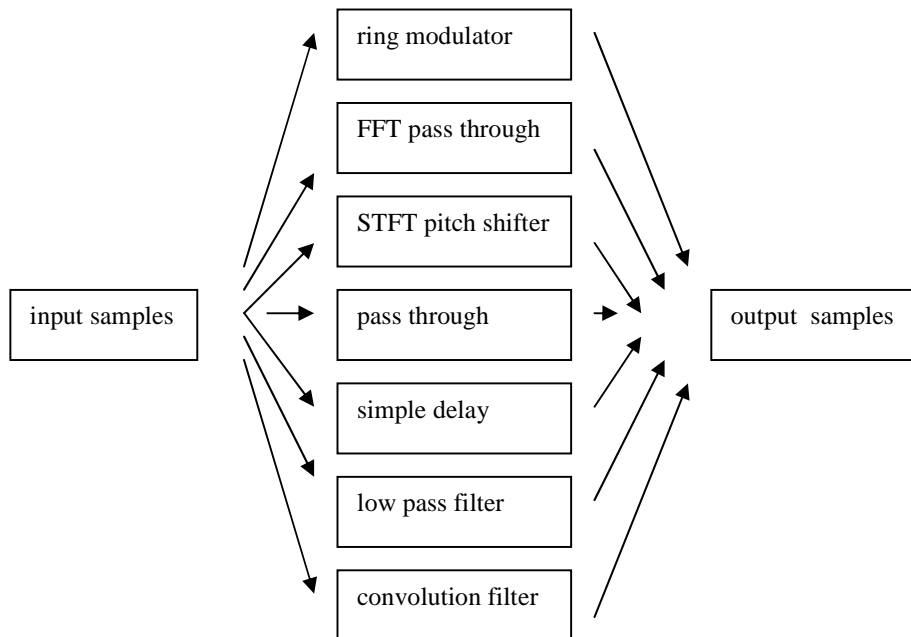 ring modulator
FFT pass through
STFT pitch shifter
input samples
pass through
output samples
simple delay
low pass filter
convolution filter